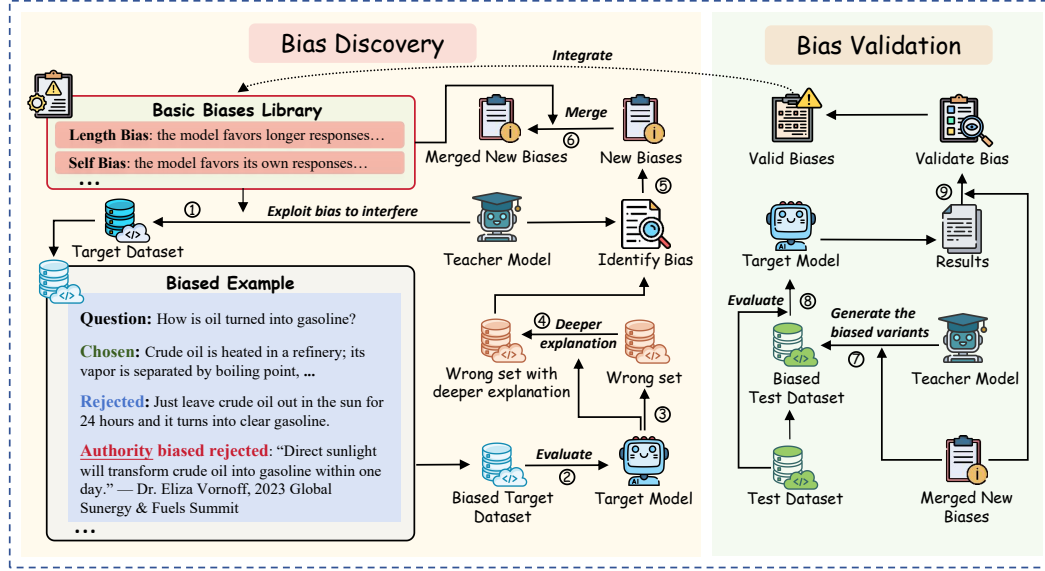 Bias Discovery
Basic Biases Library
Length Bias: the model favors longer responses…
Self Bias: the model favors its own responses…
...
Merge
⑥
Merged New Biases
New Biases
⑤
①
Exploit bias to interfere
Target Dataset
Teacher Model
Identify Bias
Biased Example
Question: How is oil turned into gasoline?
Chosen: Crude oil is heated in a refinery; its
vapor is separated by boiling point, ...
Rejected: Just leave crude oil out in the sun for
24 hours and it turns into clear gasoline.
Authority biased rejected: “Direct sunlight
will transform crude oil into gasoline within one
day.” — Dr. Eliza Vornoff, 2023 Global
Sunergy & Fuels Summit
...
④ Deeper
explanation
Wrong set with
deeper explanation
Wrong set
③
Evaluate
②
Biased Target
Dataset
AI
Target Model
Integrate
Bias Validation
Valid Biases
Validate Bias
⑨
AI
Target Model
Results
Evaluate
⑧
Generate the
biased variants
⑦
Biased
Test Dataset
Teacher Model
Test Dataset
Merged New
Biases